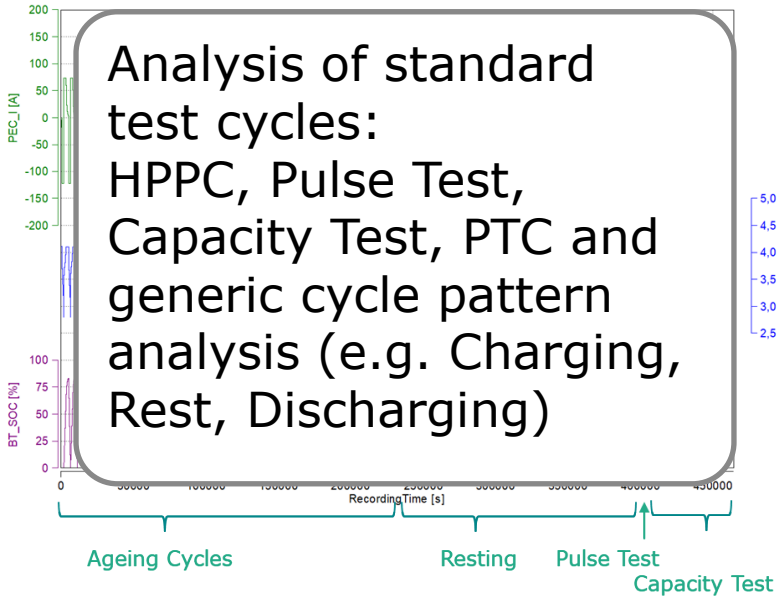 200
150
100
50
0
-50
-100
-150
-200
PEC_I [A]
5,0
4,5
4,0
3,5
3,0
2,5
100
75
50
25
0
BT_SOC [%]
Analysis of standard
test cycles:
HPPC, Pulse Test,
Capacity Test, PTC and
generic cycle pattern
analysis (e.g. Charging,
Rest, Discharging)
0 50000 100000 150000 200000 250000 300000 350000 400000 450000
RecordingTime [s]
Ageing Cycles Resting Pulse Test
Capacity Test